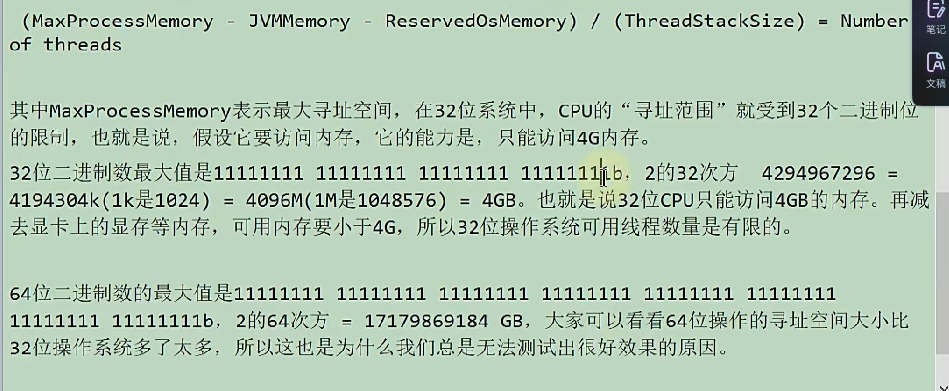 (MaxProcessMemory - JVMMemory - ReservedOsMemory) / (ThreadStackSize) = Number
of threads
笔记
文稿
其中MaxProcessMemory表示最大寻址空间，在32位系统中，CPU的“寻址范围”就受到32个二进制位
的限制，也就是说，假设它要访问内存，它的能力是，只能访问4G内存。
32位二进制数最大值是11111111 11111111 11111111 11111111b，2的32次方  4294967296 =
4194304k(1k是1024) = 4096M(1M是1048576) = 4GB。也就是说32位CPU只能访问4GB的内存。再减
去显卡上的显存等内存，可用内存要小于4G，所以32位操作系统可用线程数量是有限的。
64位二进制数的最大值是11111111 11111111 11111111 11111111 11111111 11111111
11111111 11111111b，2的64次方 = 17179869184 GB，大家可以看看64位操作的寻址空间大小比
32位操作系统多了太多，所以这也是为什么我们总是无法测试出很好效果的原因。